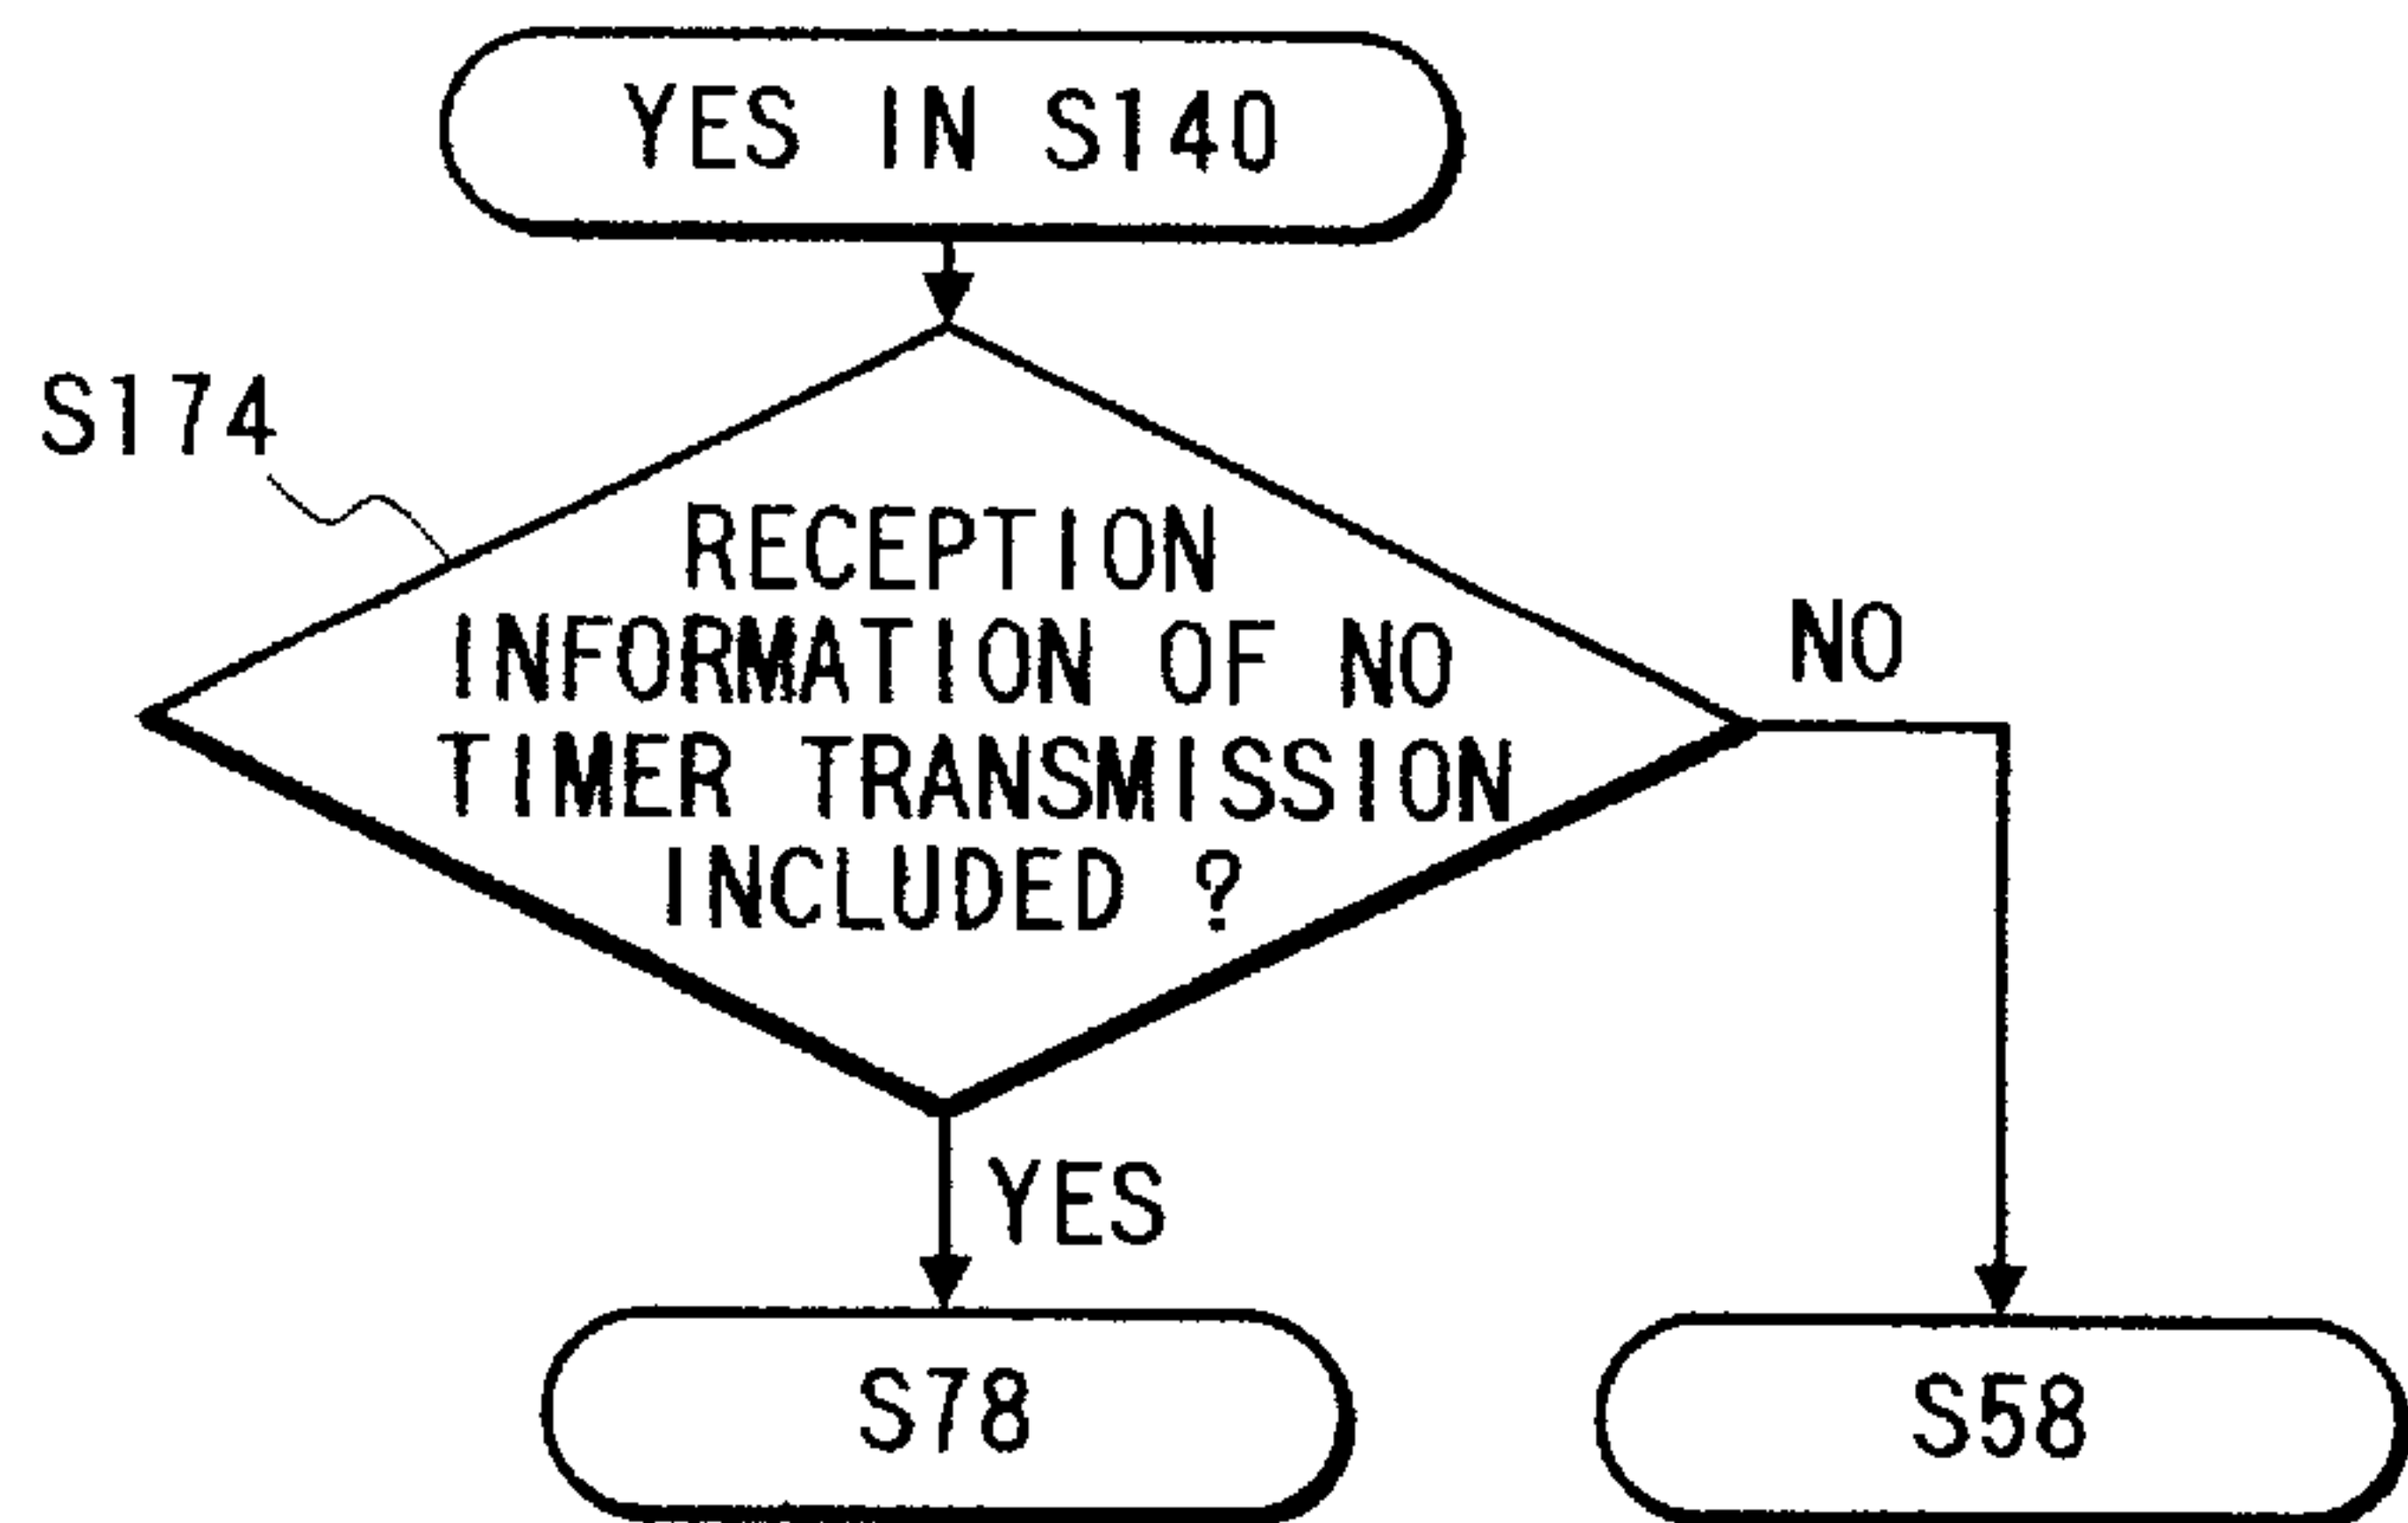 YES IN S140
S174
RECEPTION
INFORMATION OF NO
TIMER TRANSMISSION
INCLUDED ?
NO
YES
S78
S58